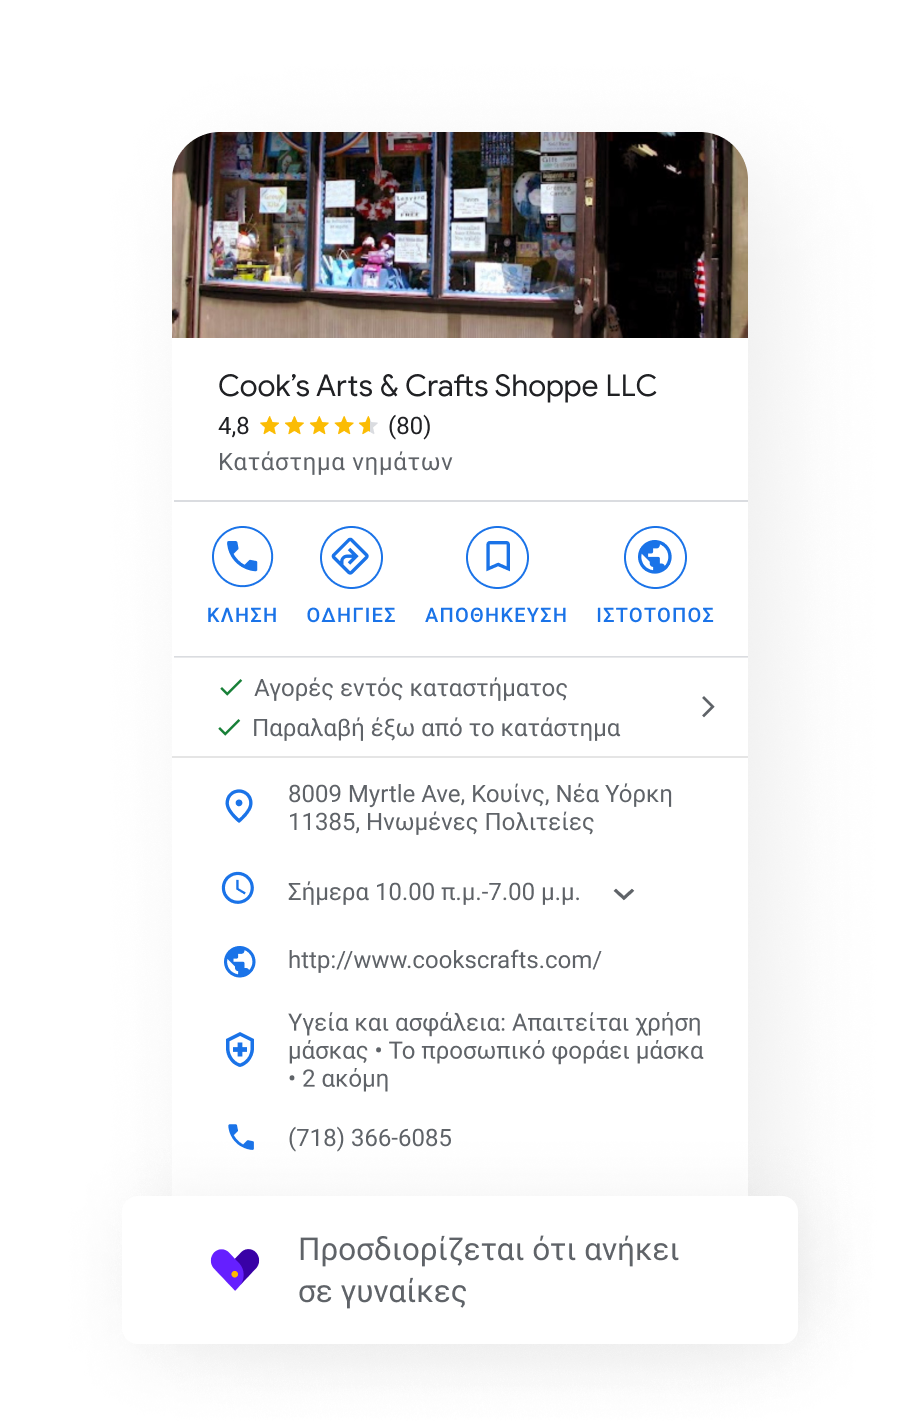 Cook's Arts & Crafts Shoppe LLC
4,8 (80)
Κατάστημα νημάτων
ΚΛΗΣΗ ΟΔΗΓΙΕΣ ΑΠΟΘΗΚΕΥΣΗ ΙΣΤΟΤΟΠΟΣ
Αγορές εντός καταστήματος
Παραλαβή έξω από το κατάστημα
8009 Myrtle Ave, Κουίνς, Νέα Υόρκη
11385, Ηνωμένες Πολιτείες
Σήμερα 10.00 π.μ.-7.00 μ.μ.
http://www.cookscrafts.com/
Υγεία και ασφάλεια: Απαιτείται χρήση
μάσκας • Το προσωπικό φοράει μάσκα
• 2 ακόμη
(718) 366-6085
Προσδιορίζεται ότι ανήκει
σε γυναίκες